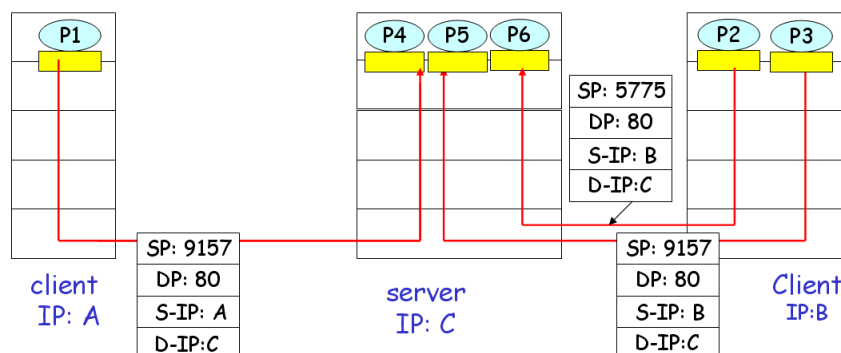 P1
P4 P5 P6
P2 P3
SP: 5775
DP: 80
S-IP: B
D-IP:C
SP: 9157
DP: 80
S-IP: A
D-IP:C
SP: 9157
DP: 80
S-IP: B
D-IP:C
client
IP: A
server
IP: C
Client
IP:B